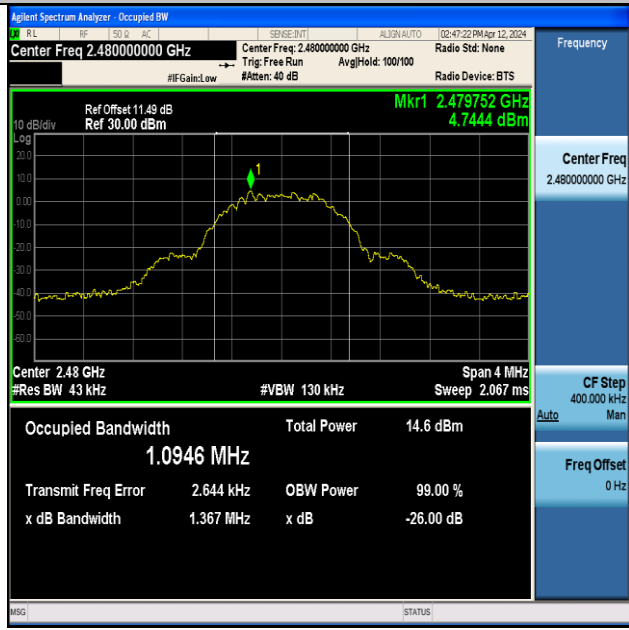 Agilent Spectrum Analyzer - Occupied BW
LXI RL RF 50 Ω AC SENSE:INT ALIGN AUTO 02:47:22 PM Apr 12, 2024
Center Freq 2.480000000 GHz
Center Freq: 2.480000000 GHz
Radio Std: None
Trig: Free Run Avg|Hold: 100/100
#IFGain:Low #Atten: 40 dB Radio Device: BTS
Frequency
Ref Offset 11.49 dB
10 dB/div Ref 30.00 dBm
Mkr1 2.479752 GHz
4.7444 dBm
Log
20.0
10.0
0.00
-10.0
-20.0
-30.0
-40.0
-50.0
-60.0
1
Center 2.48 GHz Span 4 MHz
#Res BW 43 kHz #VBW 130 kHz Sweep 2.067 ms
Occupied Bandwidth Total Power 14.6 dBm
1.0946 MHz
Transmit Freq Error 2.644 kHz OBW Power 99.00 %
x dB Bandwidth 1.367 MHz x dB -26.00 dB
Center Freq
2.480000000 GHz
CF Step
400.000 kHz
Auto Man
Freq Offset
0 Hz
MSG STATUS